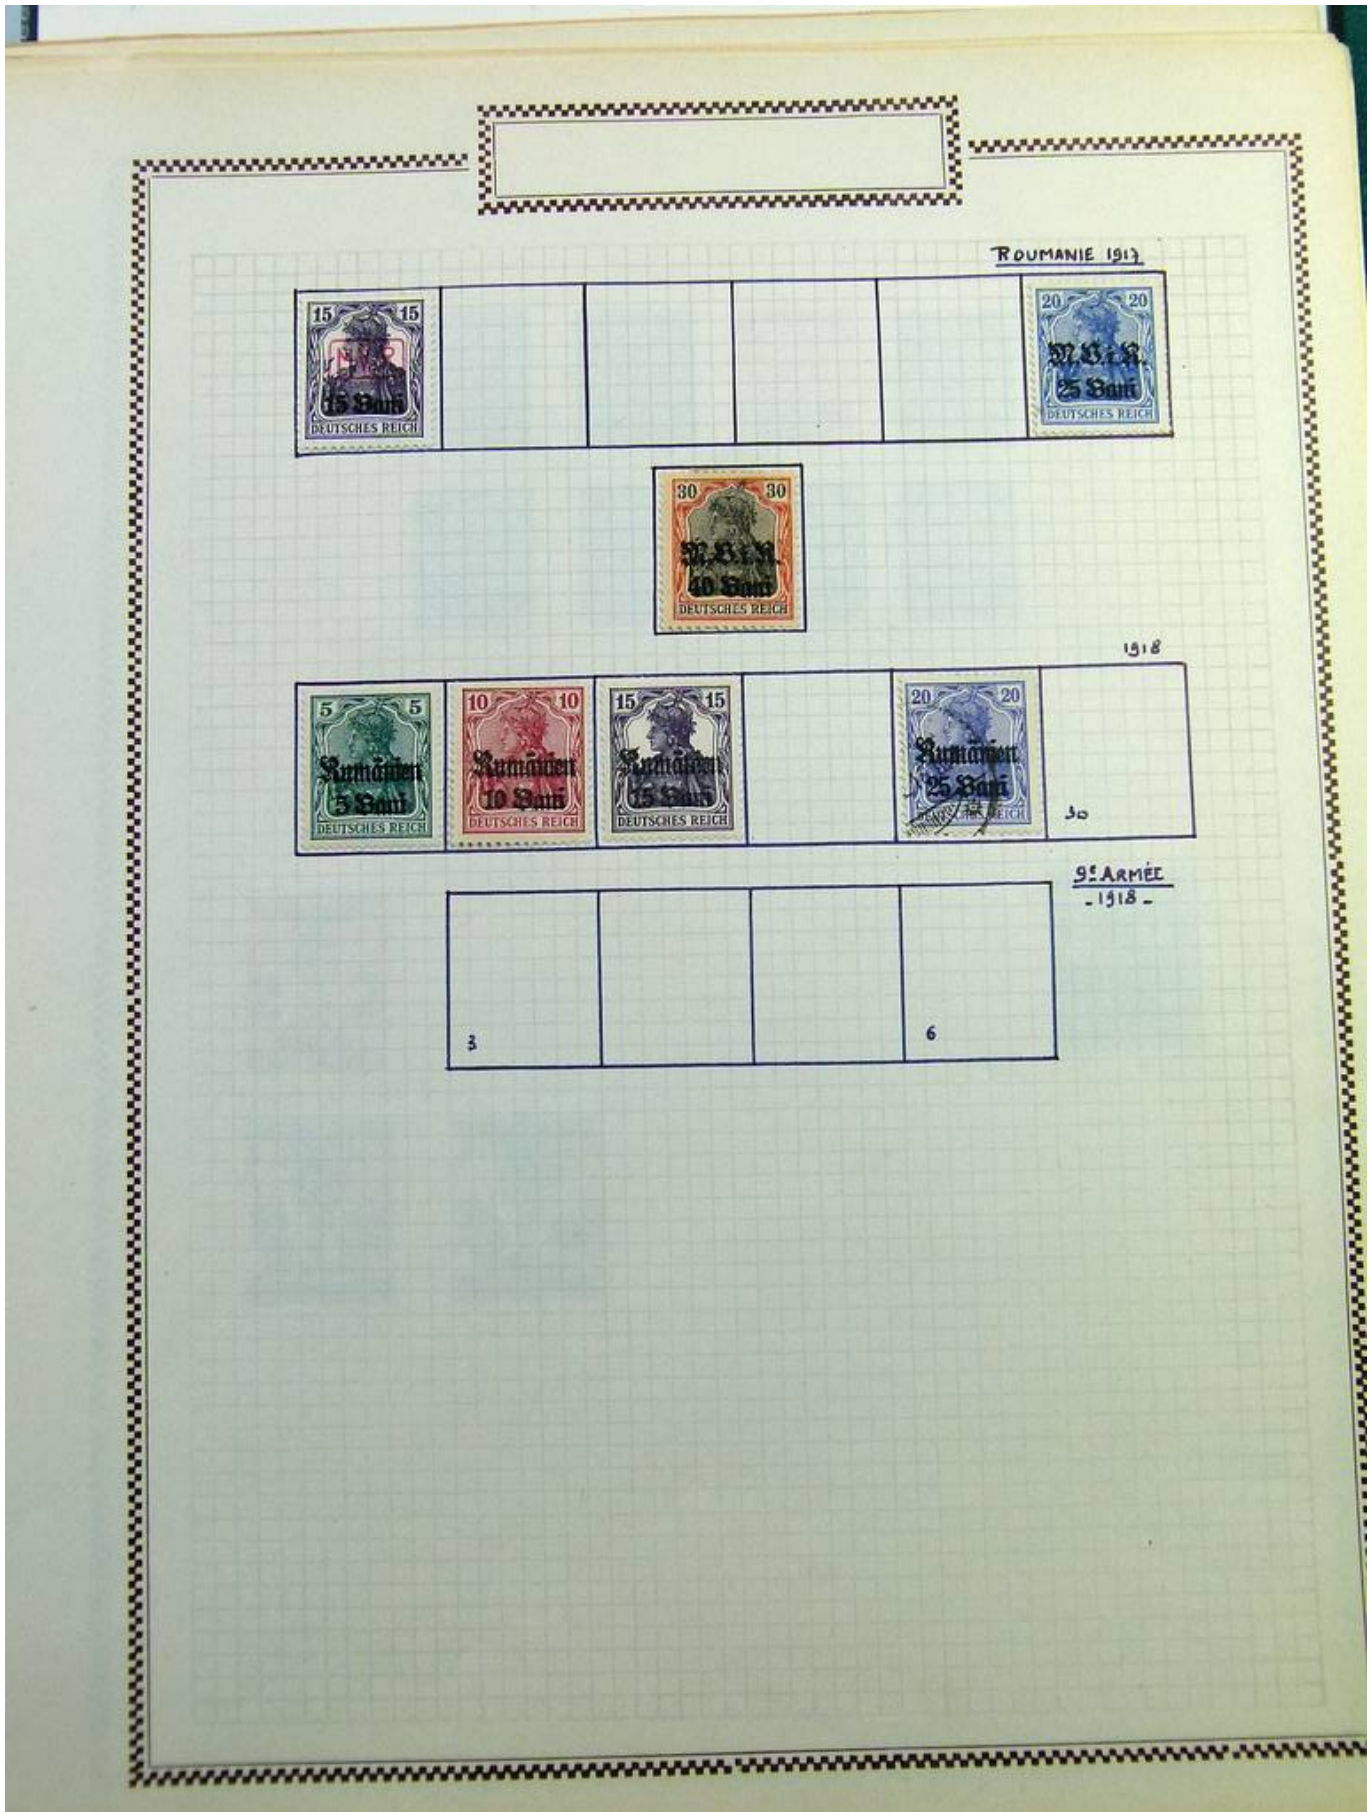 ROUMANIE 1917
15 15
15 Bani
DEUTSCHES REICH
20 20
M.V.i.R.
25 Bani
DEUTSCHES REICH
30 30
M.V.i.R.
40 Bani
DEUTSCHES REICH
1918
5 5
Rumänien
5 Bani
DEUTSCHES REICH
10 10
Rumänien
10 Bani
DEUTSCHES REICH
15 15
Rumänien
15 Bani
DEUTSCHES REICH
20 20
Rumänien
25 Bani
REICH
30
9e ARMÉE
- 1918 -
3
6